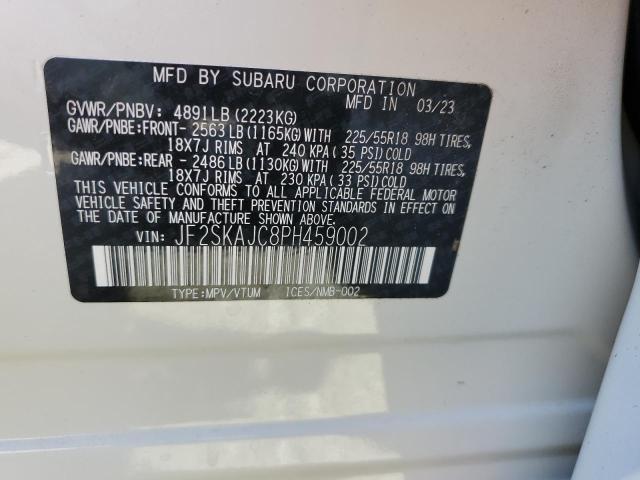 MFD BY SUBARU CORPORATION MFD IN 03/23
GVWR/PNBV: 4891LB(2223KG)
GAWR/PNBE:FRONT- 2563LB(1165KG)WITH 225/55R18 98H TIRES,
18X7J RIMS AT 240 KPA(35 PSI)COLD
GAWR/PNBE:REAR - 2486LB(1130KG)WITH 225/55R18 98H TIRES,
18X7J RIMS AT 230 KPA(33 PSI)COLD
THIS VEHICLE CONFORMS TO ALL APPLICABLE FEDERAL MOTOR
VEHICLE SAFETY AND THEFT PREVENTION STANDARDS IN EFFECT
ON THE DATE OF MANUFACTURE SHOWN ABOVE.
VIN: JF2SKAJC8PH459002
TYPE:MPV/VTUM ICES/NMB-002